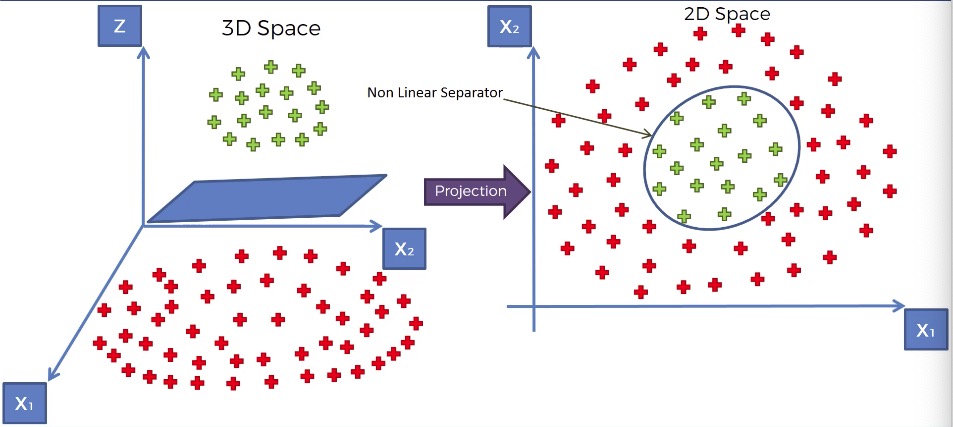 Z
3D Space
X₂
X₁
Projection
X₂
2D Space
Non Linear Separator
X₁